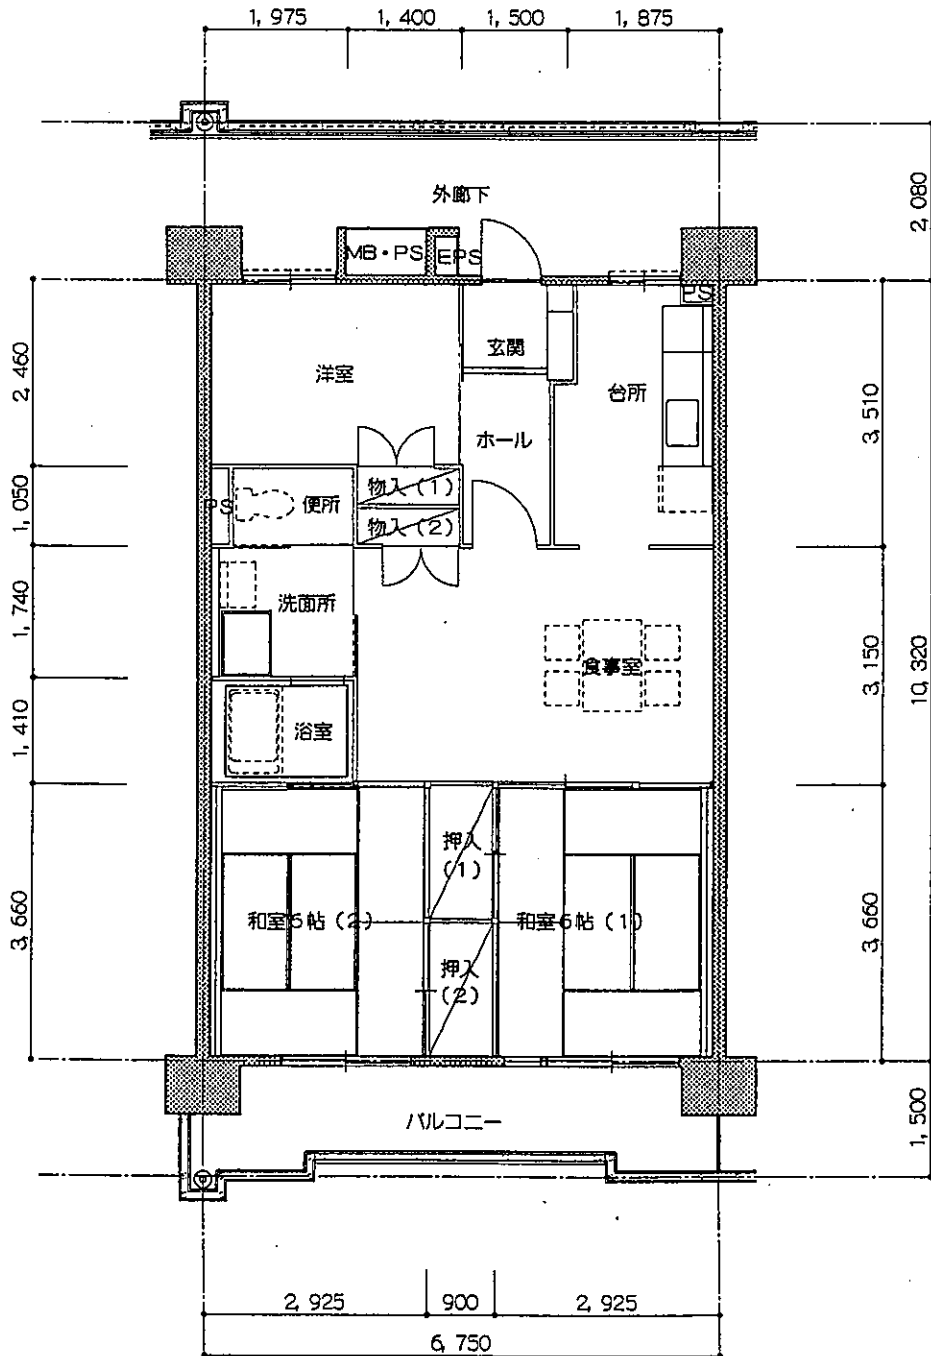 1,975
1,400
1,500
1,875
外廊下
2,080
MB・PS
EPS
PS
玄関
洋室
台所
2,460
3,510
ホール
物入(1)
1,050
PS
便所
物入(2)
洗面所
1,740
食事室
3,150
10,320
浴室
1,410
押入
(1)
和室6帖(2)
和室6帖(1)
3,660
3,660
押入
(2)
バルコニー
1,500
2,925
900
2,925
6,750